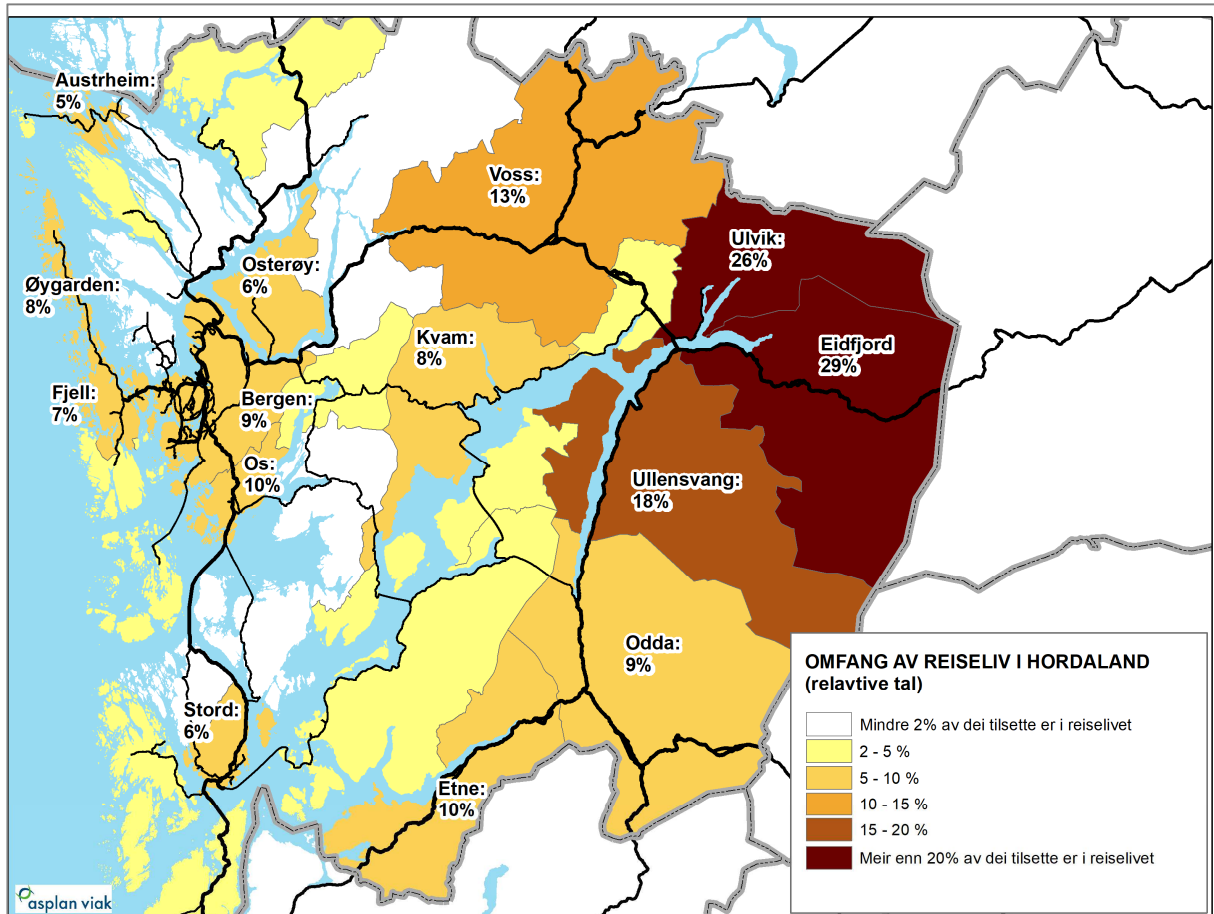 Austrheim:
5%
Voss:
13%
Ulvik:
26%
Osterøy:
6%
Øygarden:
8%
Kvam:
8%
Eidfjord
29%
Fjell:
7%
Bergen:
9%
Os:
10%
Ullensvang:
18%
Odda:
9%
Stord:
6%
Etne:
10%
OMFANG AV REISELIV I HORDALAND
(relavtive tal)
Mindre 2% av dei tilsette er i reiselivet
2 - 5 %
5 - 10 %
10 - 15 %
15 - 20 %
Meir enn 20% av dei tilsette er i reiselivet
asplan viak